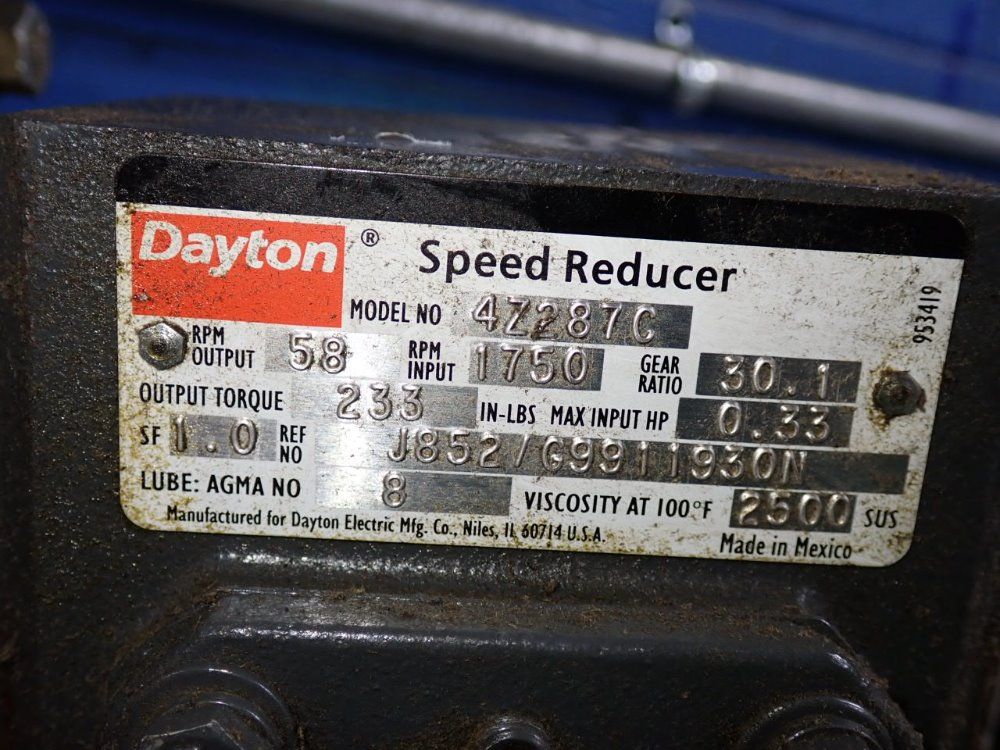 Dayton ® Speed Reducer
MODEL NO 4Z287C
RPM OUTPUT 58 RPM INPUT 1750 GEAR RATIO 30.1
OUTPUT TORQUE 233 IN-LBS MAX INPUT HP 0.33
SF 1.0 REF NO J852/G9911930N
LUBE: AGMA NO 8 VISCOSITY AT 100°F 2500 SUS
Manufactured for Dayton Electric Mfg. Co., Niles, IL 60714 U.S.A.
Made in Mexico
953419